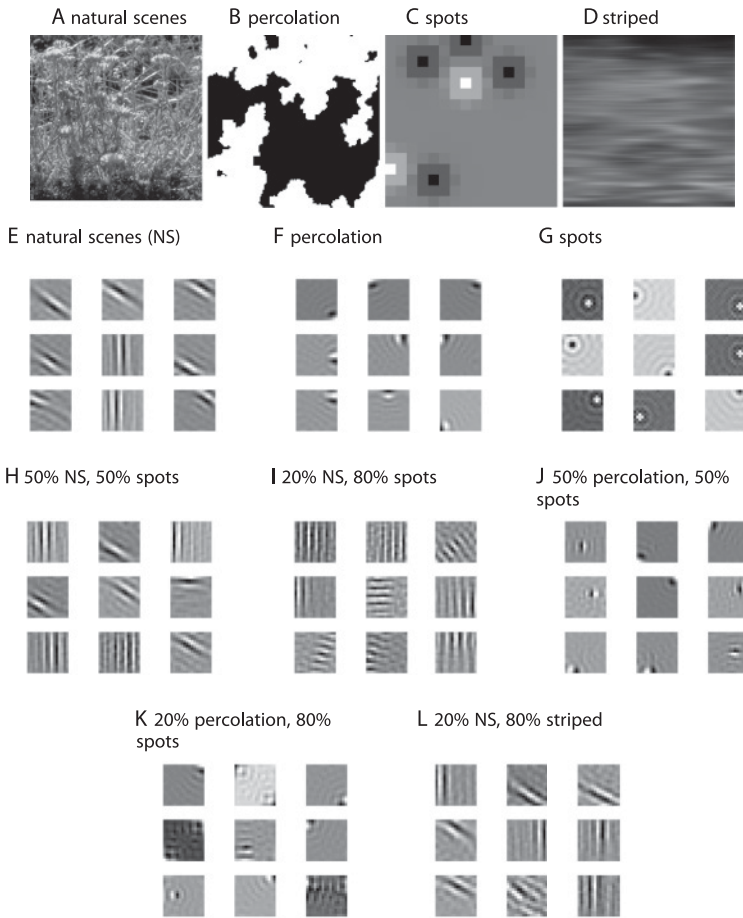 A natural scenes
B percolation
C spots
D striped
E natural scenes (NS)
F percolation
G spots
H 50% NS, 50% spots
I 20% NS, 80% spots
J 50% percolation, 50%
spots
K 20% percolation, 80%
spots
L 20% NS, 80% striped